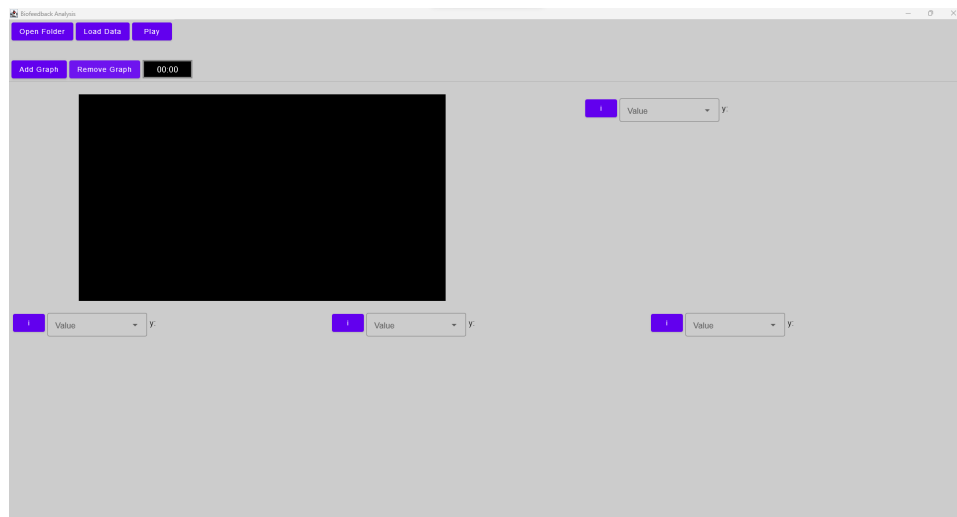 Biofeedback Analysis
Open Folder Load Data Play
Add Graph Remove Graph 00:00
i Value y:
i Value y: i Value y: i Value y: